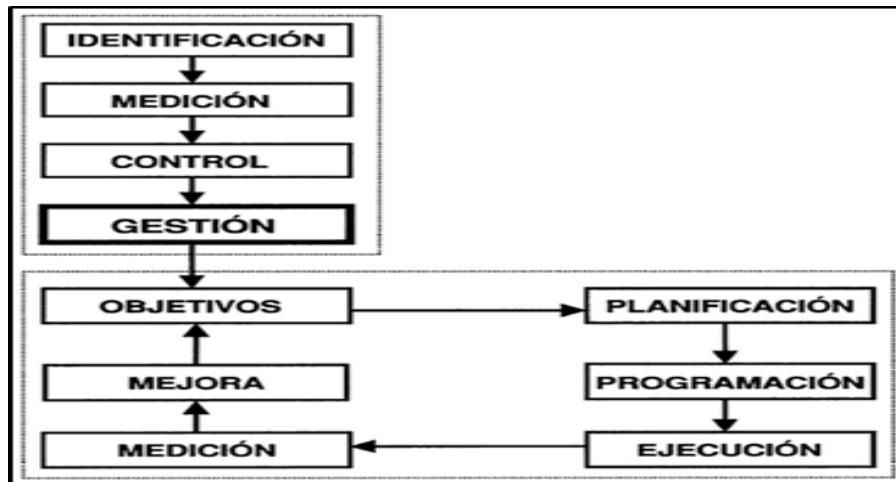 IDENTIFICACIÓN
MEDICIÓN
CONTROL
GESTIÓN
OBJETIVOS
PLANIFICACIÓN
MEJORA
PROGRAMACIÓN
MEDICIÓN
EJECUCIÓN